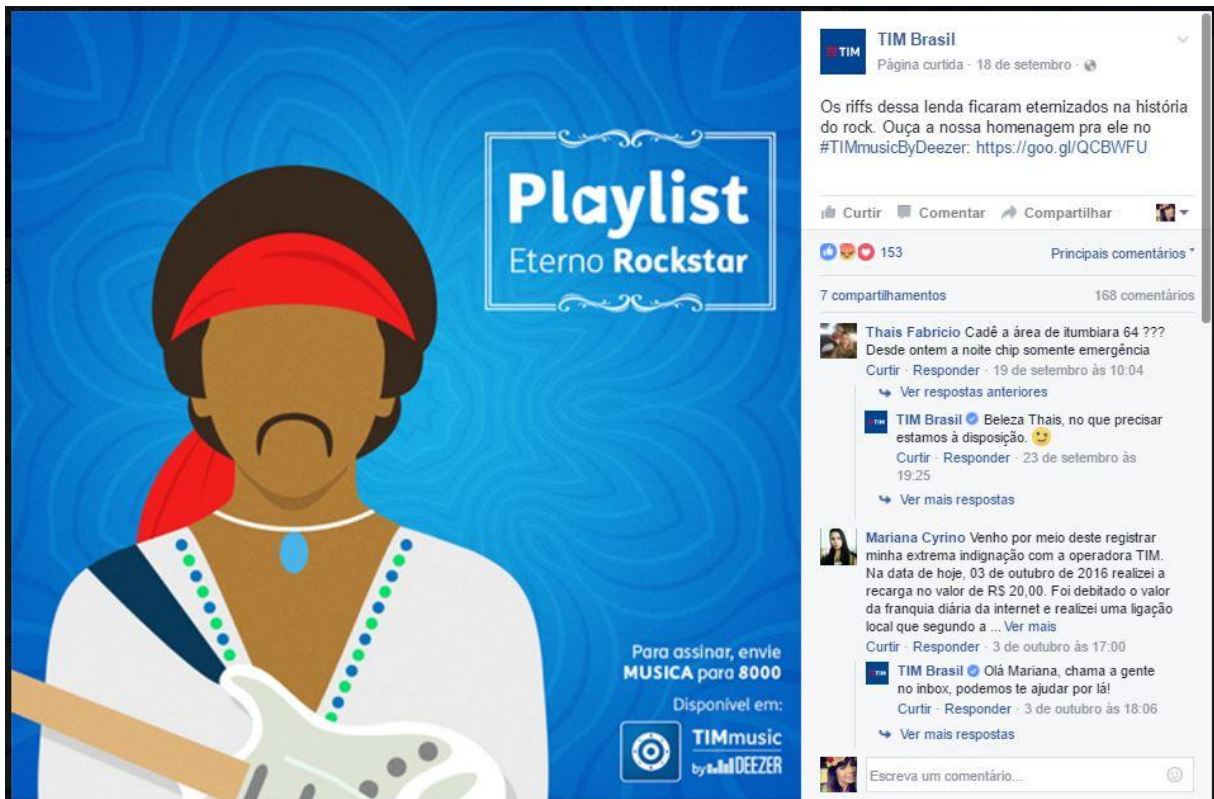 Playlist
Eterno Rockstar
Para assinar, envie
MUSICA para 8000
Disponível em:
TIMmusic
by DEEZER
TIM
TIM Brasil
Página curtida · 18 de setembro ·
Os riffs dessa lenda ficaram eternizados na história
do rock. Ouça a nossa homenagem pra ele no
#TIMmusicByDeezer: https://goo.gl/QCBWFU
Curtir Comentar Compartilhar
153 Principais comentários
7 compartilhamentos 168 comentários
Thais Fabricio Cadê a área de itumbiara 64 ???
Desde ontem a noite chip somente emergência
Curtir · Responder · 19 de setembro às 10:04
Ver respostas anteriores
TIM
TIM Brasil Beleza Thais, no que precisar
estamos à disposição.
Curtir · Responder · 23 de setembro às
19:25
Ver mais respostas
Mariana Cyrino Venho por meio deste registrar
minha extrema indignação com a operadora TIM.
Na data de hoje, 03 de outubro de 2016 realizei a
recarga no valor de R$ 20,00. Foi debitado o valor
da franquia diária da internet e realizei uma ligação
local que segundo a ... Ver mais
Curtir · Responder · 3 de outubro às 17:00
TIM
TIM Brasil Olá Mariana, chama a gente
no inbox, podemos te ajudar por lá!
Curtir · Responder · 3 de outubro às 18:06
Ver mais respostas
Escreva um comentário...